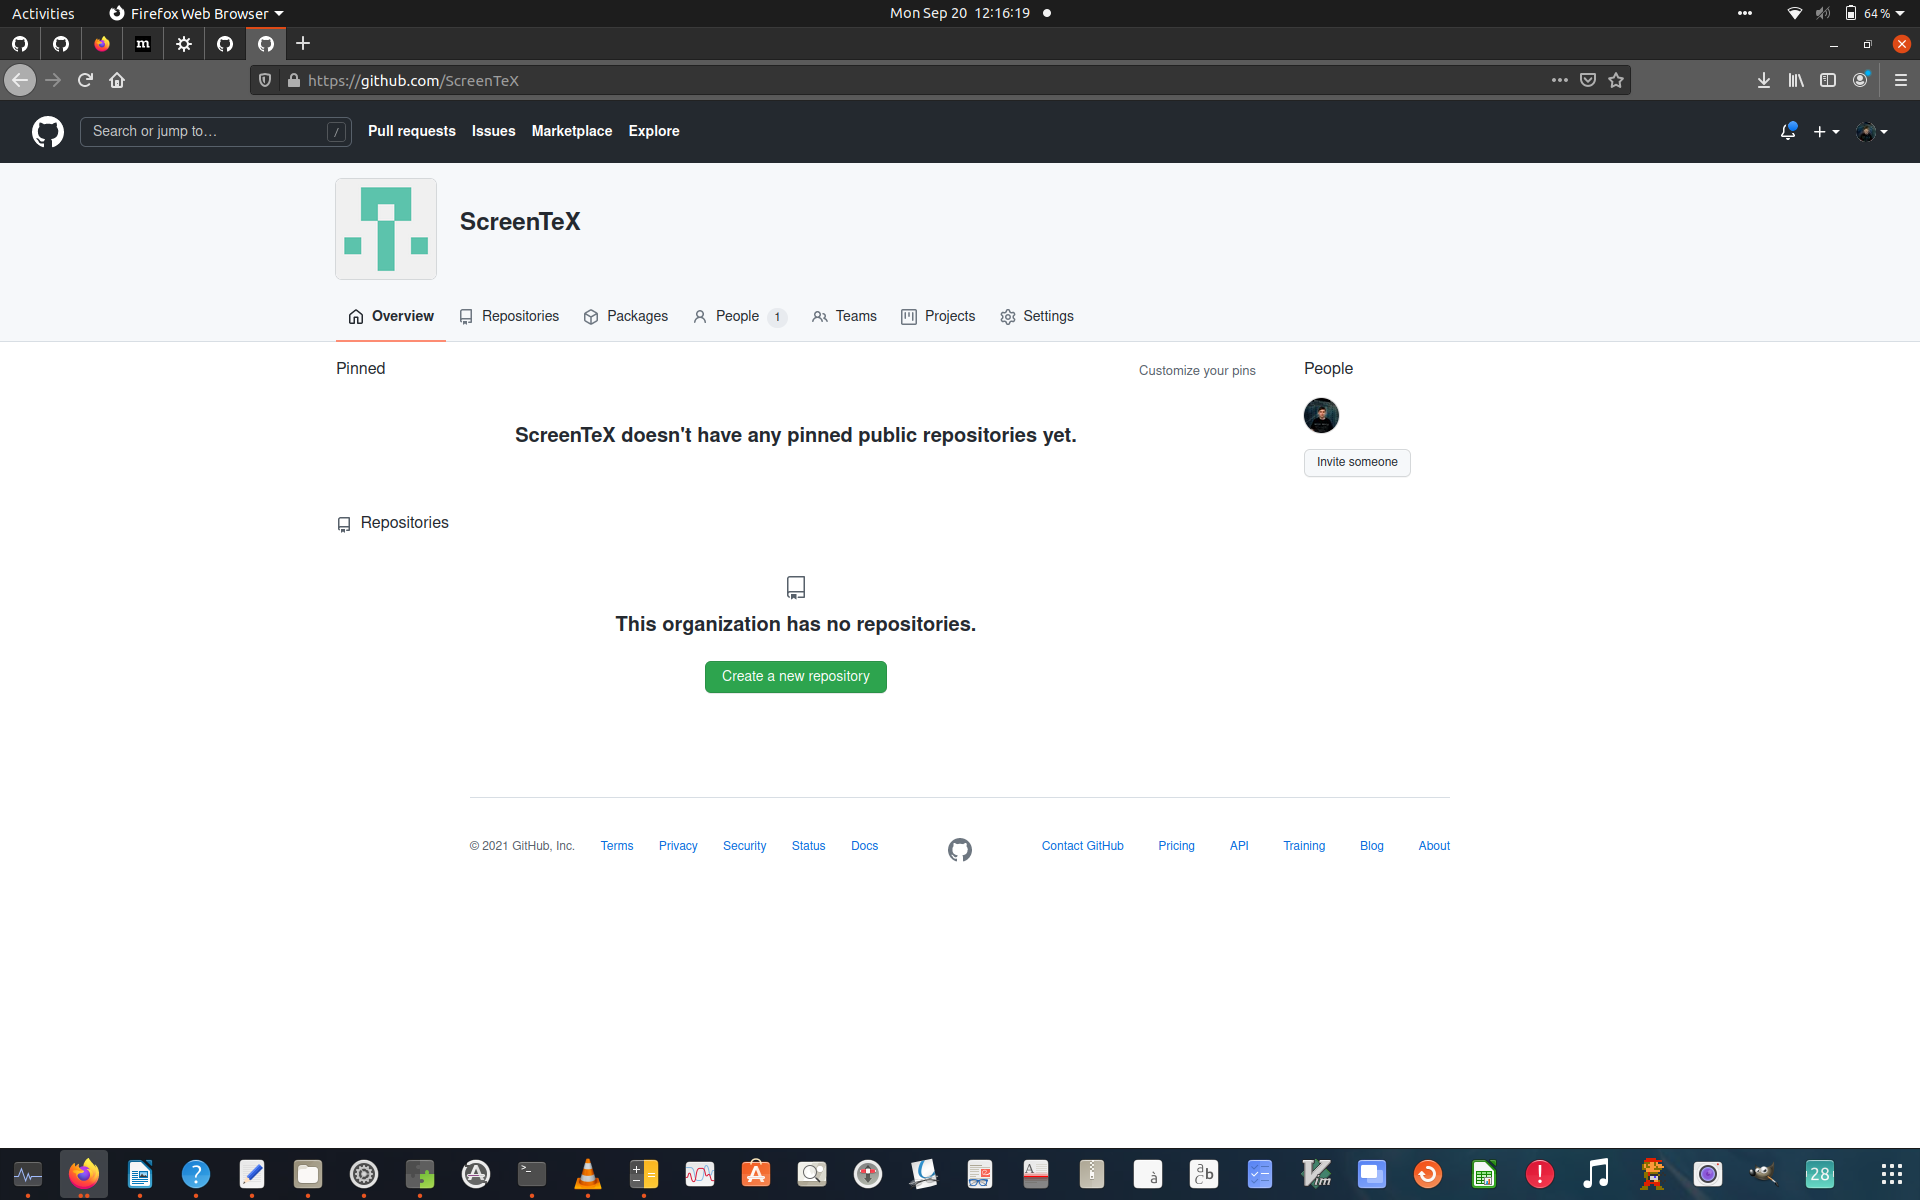 Activities Firefox Web Browser Mon Sep 20 12:16:19 64%
m
https://github.com/ScreenTeX
Search or jump to… / Pull requests Issues Marketplace Explore
ScreenTeX
Overview Repositories Packages People 1 Teams Projects Settings
Pinned Customize your pins People
ScreenTeX doesn't have any pinned public repositories yet.
Invite someone
Repositories
This organization has no repositories.
Create a new repository
© 2021 GitHub, Inc. Terms Privacy Security Status Docs Contact GitHub Pricing API Training Blog About
28